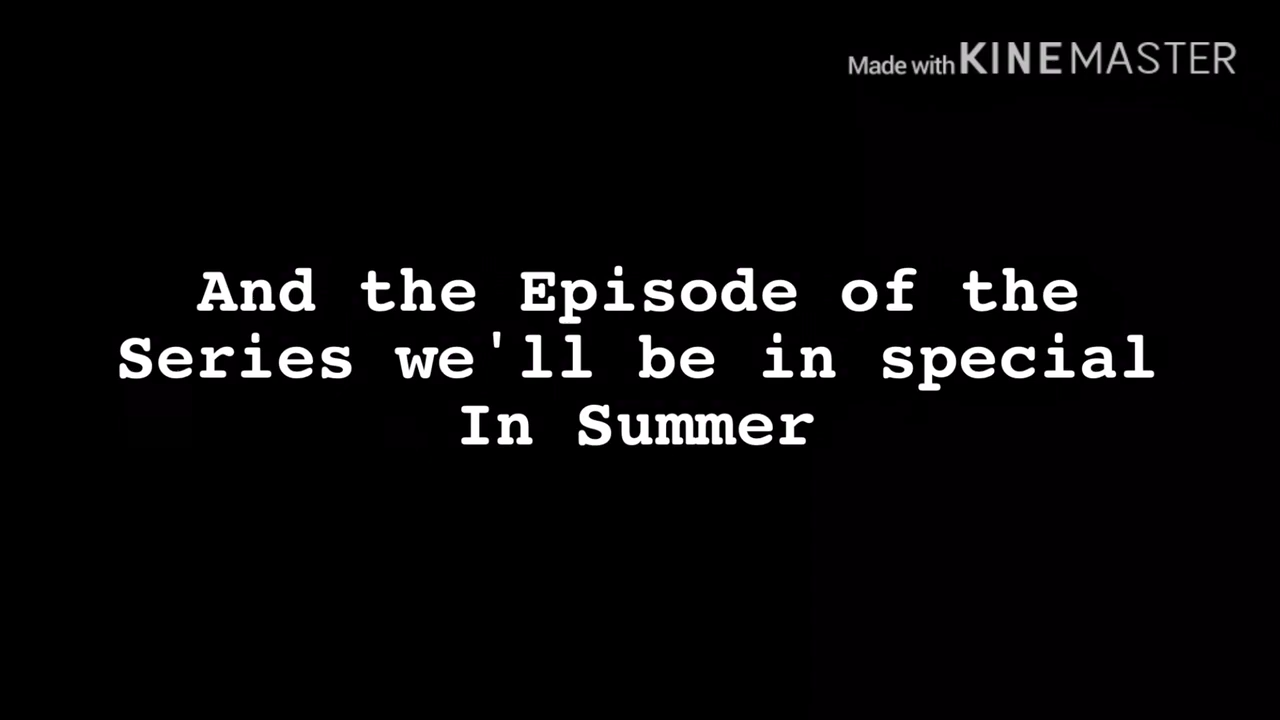 Made with KINEMASTER
And the Episode of the
Series we'll be in special
In Summer